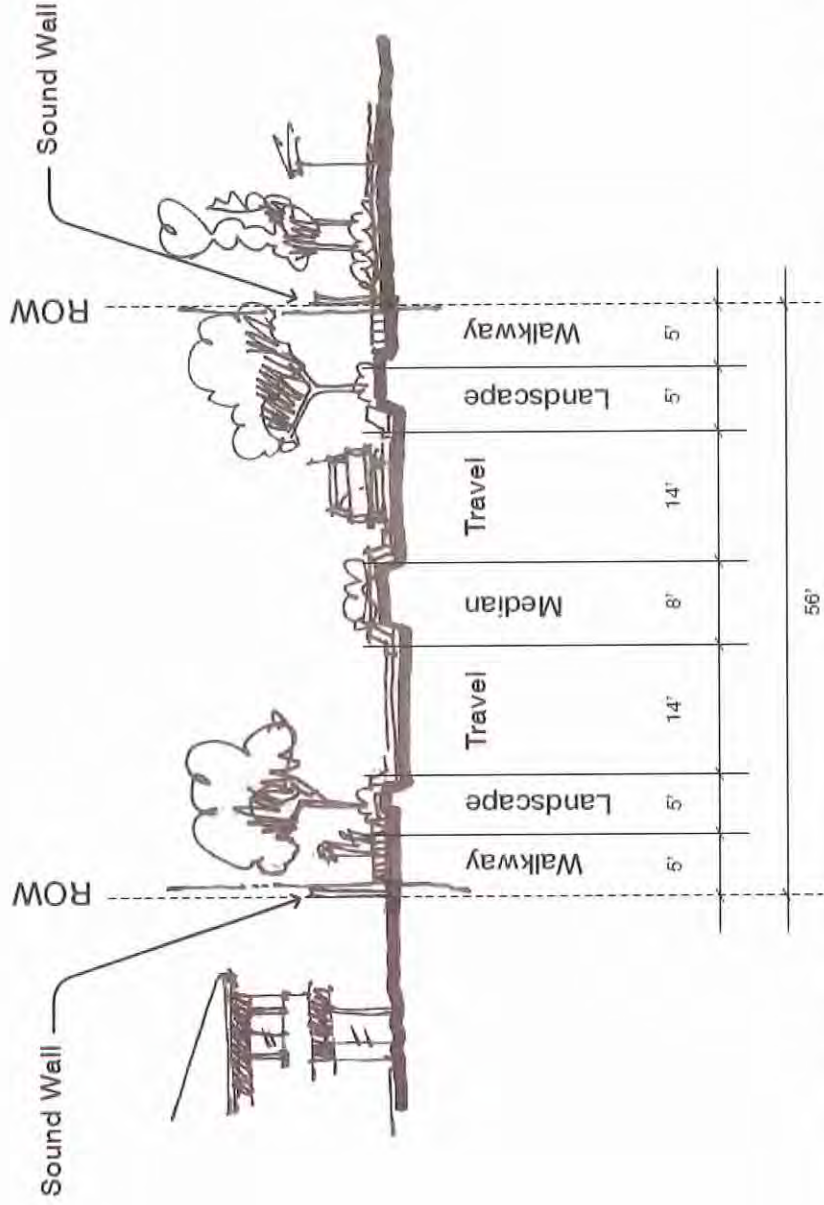 Sound Wall
Sound Wall
ROW
ROW
Walkway
Landscape
Travel
Median
Travel
Landscape
Walkway
5'
5'
14'
8'
14'
5'
5'
56'